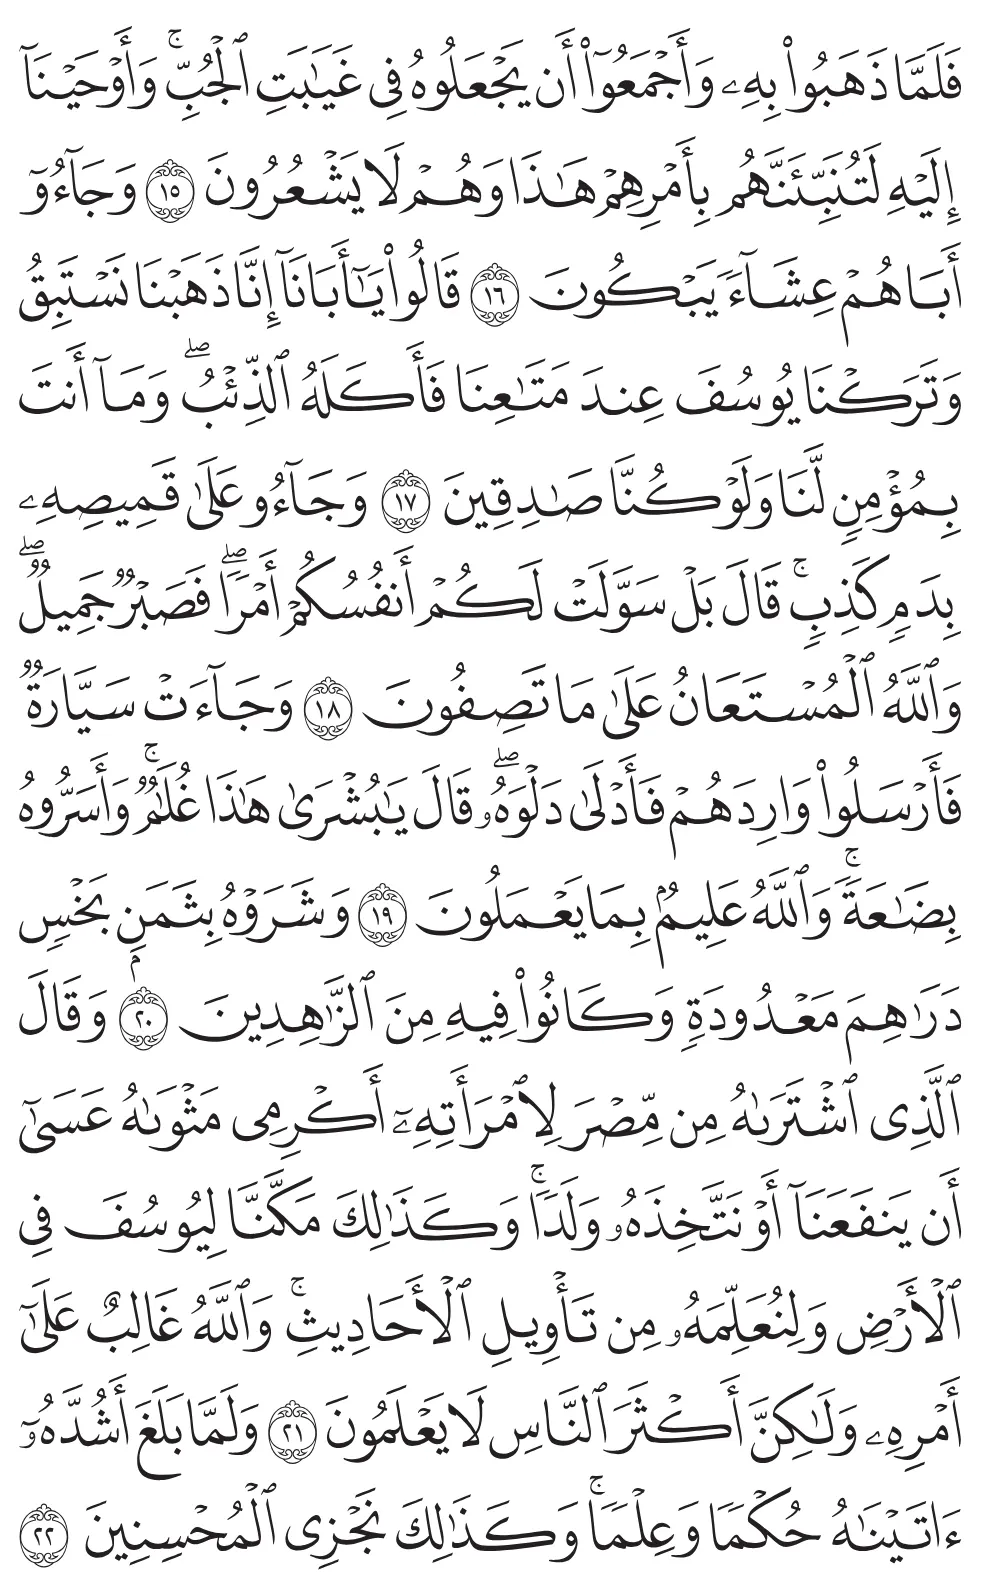 فَلَمَّا ذَهَبُوا۟ بِهِۦ وَأَجْمَعُوٓا۟ أَن يَجْعَلُوهُ فِى غَيَـٰبَتِ ٱلْجُبِّ ۚ وَأَوْحَيْنَآ
إِلَيْهِ لَتُنَبِّئَنَّهُم بِأَمْرِهِمْ هَـٰذَا وَهُمْ لَا يَشْعُرُونَ ١٥ وَجَآءُوٓ
أَبَاهُمْ عِشَآءً يَبْكُونَ ١٦ قَالُوا۟ يَـٰٓأَبَانَآ إِنَّا ذَهَبْنَا نَسْتَبِقُ
وَتَرَكْنَا يُوسُفَ عِندَ مَتَـٰعِنَا فَأَكَلَهُ ٱلذِّئْبُ ۖ وَمَآ أَنتَ
بِمُؤْمِنٍ لَّنَا وَلَوْ كُنَّا صَـٰدِقِينَ ١٧ وَجَآءُو عَلَىٰ قَمِيصِهِۦ
بِدَمٍ كَذِبٍ ۚ قَالَ بَلْ سَوَّلَتْ لَكُمْ أَنفُسُكُمْ أَمْرًا ۖ فَصَبْرٌ جَمِيلٌ ۖ
وَٱللَّهُ ٱلْمُسْتَعَانُ عَلَىٰ مَا تَصِفُونَ ١٨ وَجَآءَتْ سَيَّارَةٌ
فَأَرْسَلُوا۟ وَارِدَهُمْ فَأَدْلَىٰ دَلْوَهُۥ ۖ قَالَ يَـٰبُشْرَىٰ هَـٰذَا غُلَـٰمٌ ۚ وَأَسَرُّوهُ
بِضَـٰعَةً ۚ وَٱللَّهُ عَلِيمٌۢ بِمَا يَعْمَلُونَ ١٩ وَشَرَوْهُ بِثَمَنٍۭ بَخْسٍ
دَرَٰهِمَ مَعْدُودَةٍ وَكَانُوا۟ فِيهِ مِنَ ٱلزَّٰهِدِينَ ٢٠ وَقَالَ
ٱلَّذِى ٱشْتَرَىٰهُ مِن مِّصْرَ لِٱمْرَأَتِهِۦٓ أَكْرِمِى مَثْوَىٰهُ عَسَىٰٓ
أَن يَنفَعَنَآ أَوْ نَتَّخِذَهُۥ وَلَدًا ۚ وَكَذَٰلِكَ مَكَّنَّا لِيُوسُفَ فِى
ٱلْأَرْضِ وَلِنُعَلِّمَهُۥ مِن تَأْوِيلِ ٱلْأَحَادِيثِ ۚ وَٱللَّهُ غَالِبٌ عَلَىٰٓ
أَمْرِهِۦ وَلَـٰكِنَّ أَكْثَرَ ٱلنَّاسِ لَا يَعْلَمُونَ ٢١ وَلَمَّا بَلَغَ أَشُدَّهُۥٓ
ءَاتَيْنَـٰهُ حُكْمًا وَعِلْمًا ۚ وَكَذَٰلِكَ نَجْزِى ٱلْمُحْسِنِينَ ٢٢